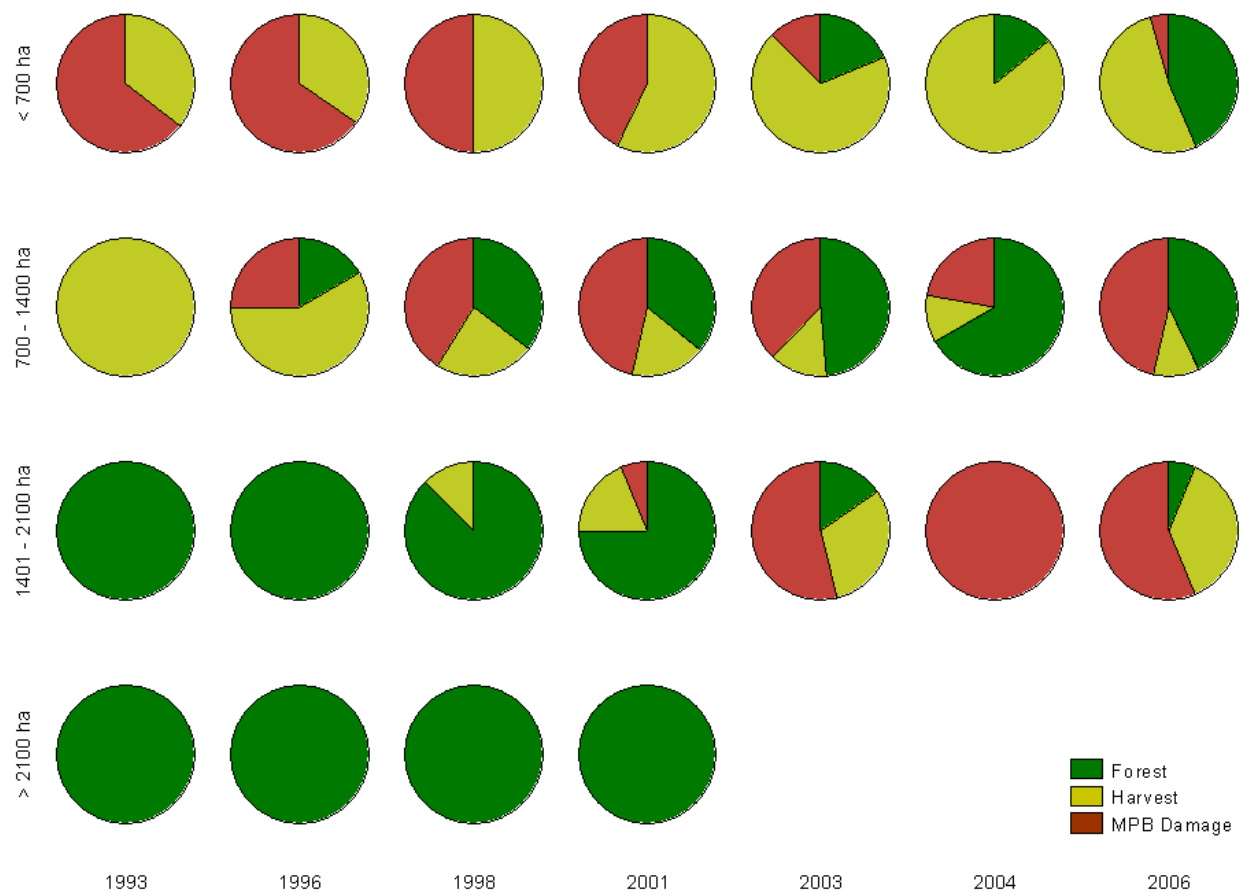 < 700 ha
700 - 1400 ha
1401 - 2100 ha
> 2100 ha
Forest
Harvest
MPB Damage
1993 1996 1998 2001 2003 2004 2006